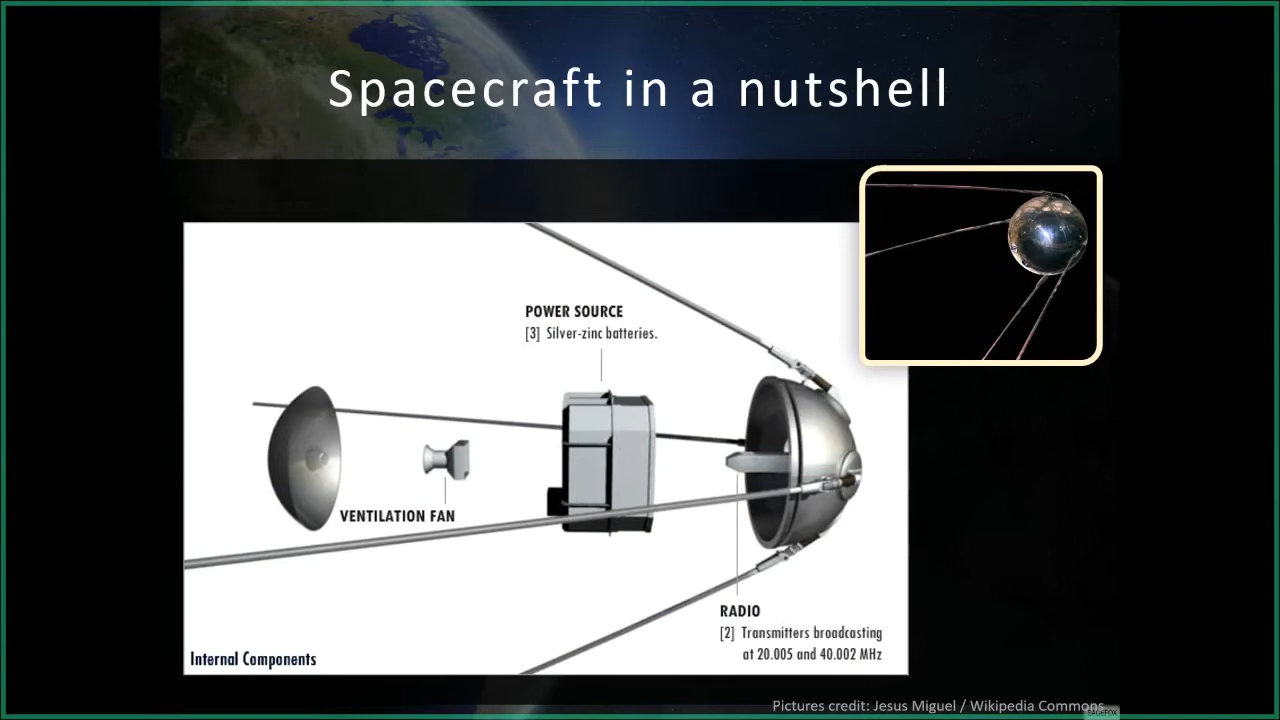 Spacecraft in a nutshell
POWER SOURCE
[3] Silver-zinc batteries.
VENTILATION FAN
RADIO
[2] Transmitters broadcasting
at 20.005 and 40.002 MHz
Internal Components
Pictures credit: Jesus Miguel / Wikipedia Commons
SAGEFOX